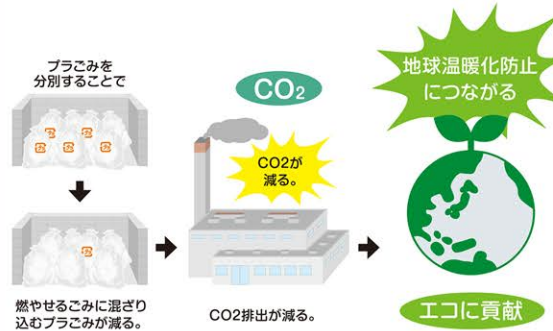 プラごみを
分別することで
燃やせるごみに混ざり
込むプラごみが減る。
CO2
CO2が
減る。
CO2排出が減る。
地球温暖化防止
につながる
エコに貢献